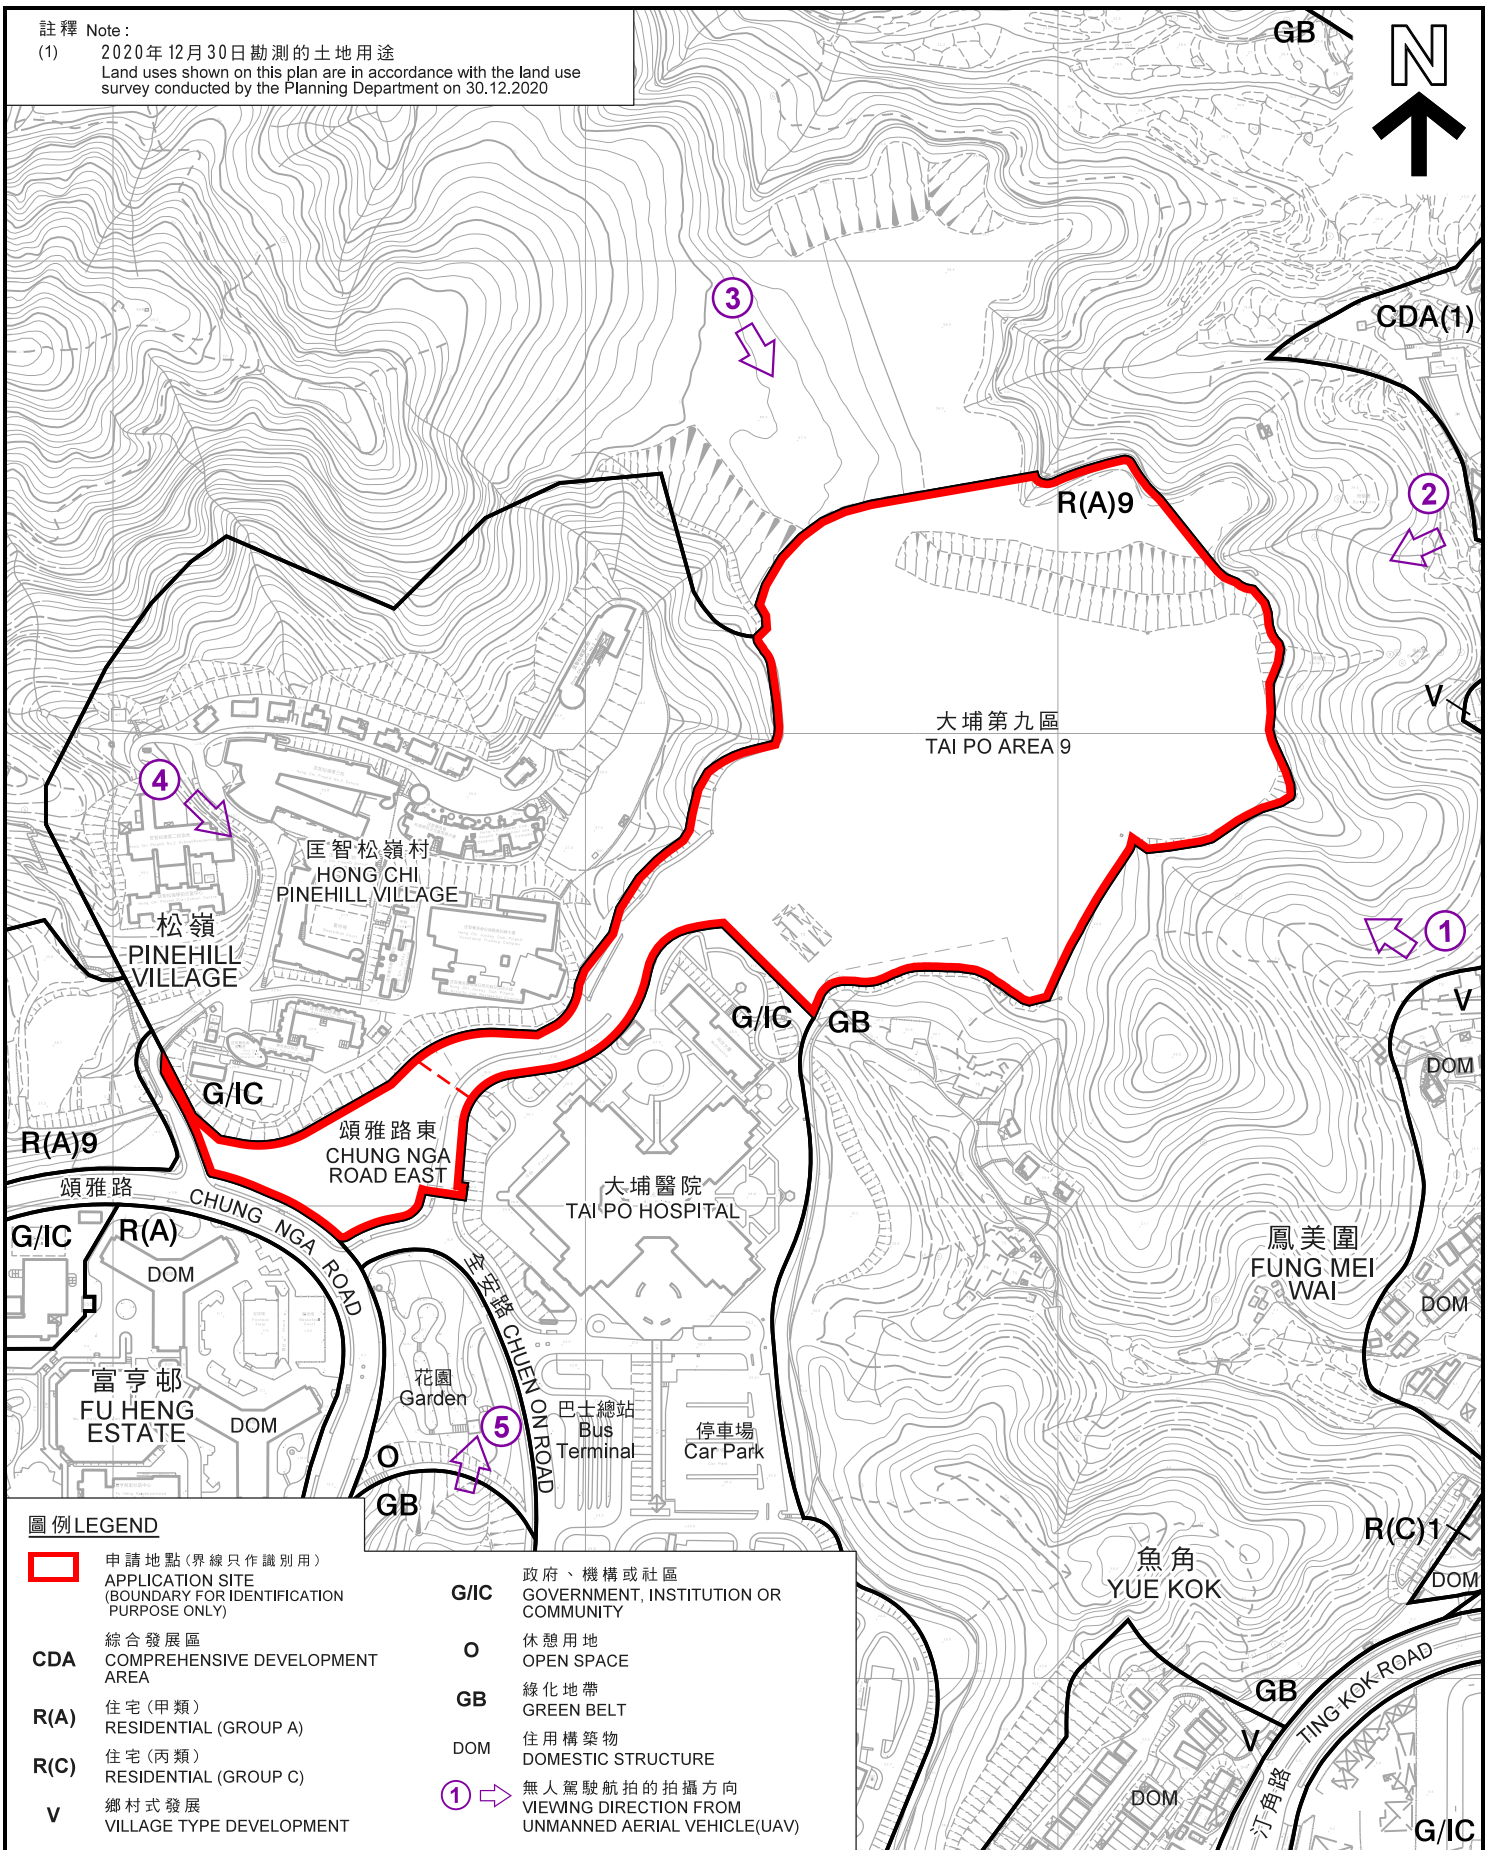 註釋 Note :
(1) 2020年12月30日勘測的土地用途
Land uses shown on this plan are in accordance with the land use
survey conducted by the Planning Department on 30.12.2020
GB
N
CDA(1)
3
2
R(A)9
V
大埔第九區
TAI PO AREA 9
4
匡智松嶺村
HONG CHI
PINEHILL VILLAGE
松嶺
PINEHILL
VILLAGE
1
V
G/IC
GB
DOM
G/IC
R(A)9
頌雅路東
CHUNG NGA
ROAD EAST
頌雅路
CHUNG NGA ROAD
大埔醫院
TAI PO HOSPITAL
G/IC
R(A)
DOM
鳳美圍
FUNG MEI
WAI
DOM
全安路 CHUEN ON ROAD
富亨邨
FU HENG
ESTATE
DOM
花園
Garden
5
巴士總站
Bus
Terminal
停車場
Car Park
O
GB
R(C)1
魚角
YUE KOK
DOM
GB
V
TING KOK ROAD
汀角路
DOM
G/IC
圖例 LEGEND
申請地點 (界線只作識別用)
APPLICATION SITE
(BOUNDARY FOR IDENTIFICATION
PURPOSE ONLY)
CDA 綜合發展區
COMPREHENSIVE DEVELOPMENT
AREA
R(A) 住宅 (甲類)
RESIDENTIAL (GROUP A)
R(C) 住宅 (丙類)
RESIDENTIAL (GROUP C)
V 鄉村式發展
VILLAGE TYPE DEVELOPMENT
G/IC 政府、機構或社區
GOVERNMENT, INSTITUTION OR
COMMUNITY
O 休憩用地
OPEN SPACE
GB 綠化地帶
GREEN BELT
DOM 住用構築物
DOMESTIC STRUCTURE
1 無人駕駛航拍的拍攝方向
VIEWING DIRECTION FROM
UNMANNED AERIAL VEHICLE(UAV)